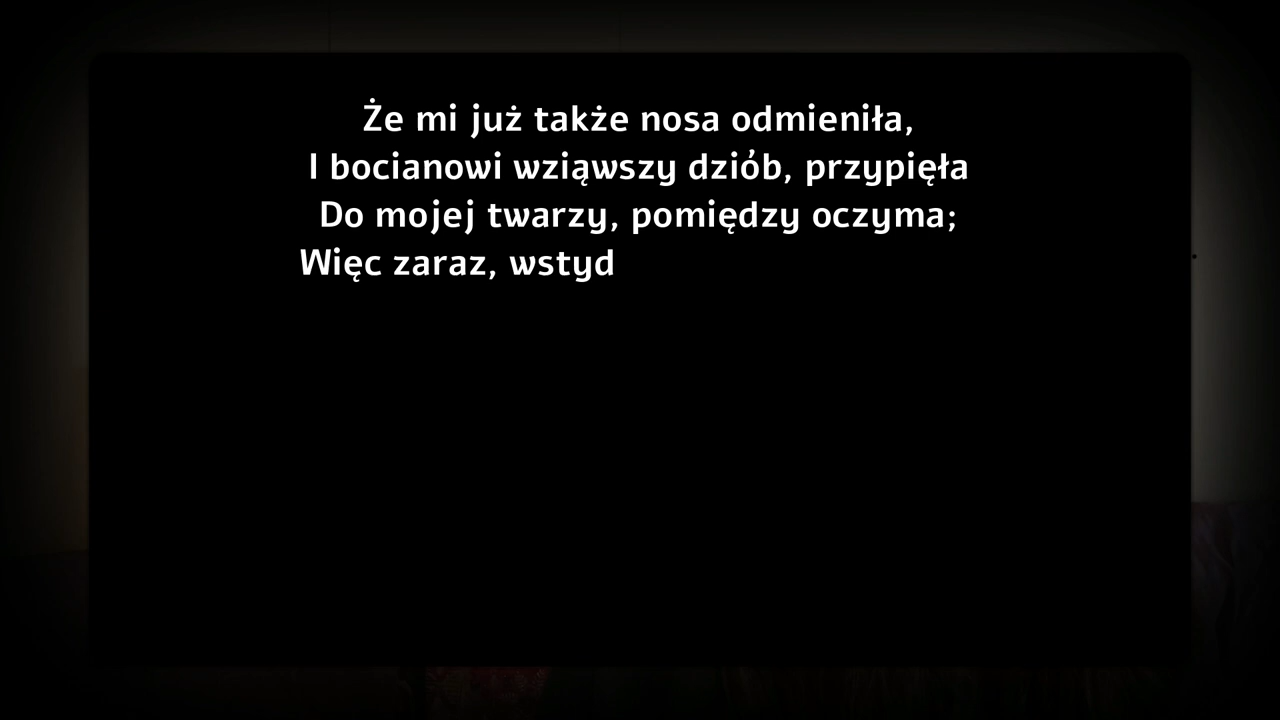 Że mi już także nosa odmieniła,
I bocianowi wziąwszy dziób, przypięła
Do mojej twarzy, pomiędzy oczyma;
Więc zaraz, wstyd